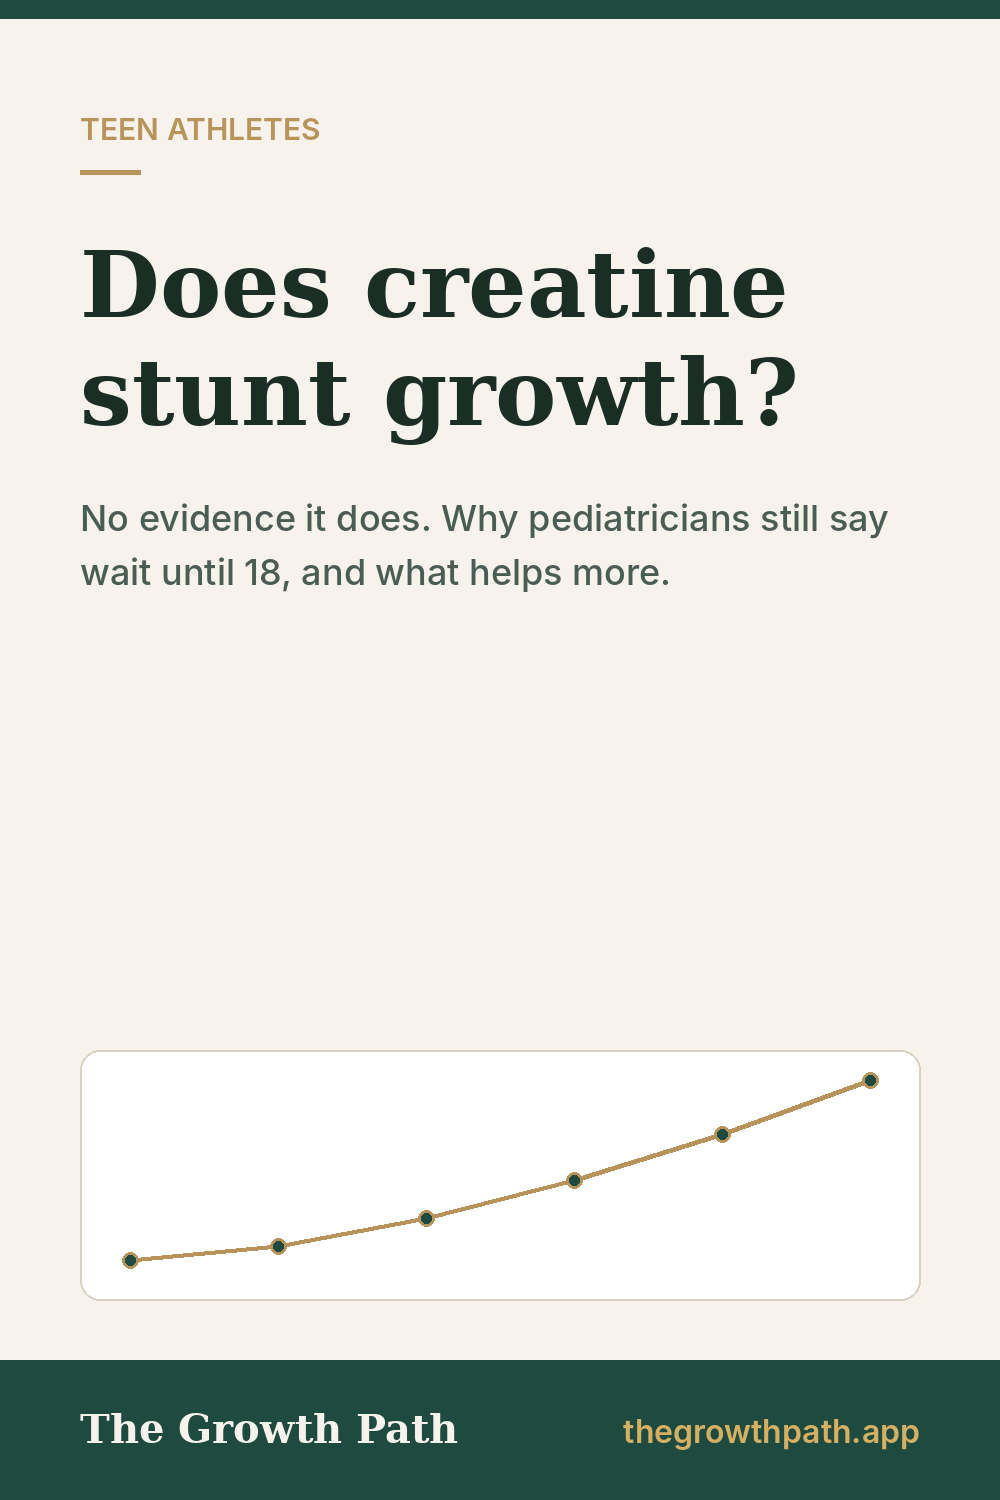 TEEN ATHLETES
Does creatine
stunt growth?
No evidence it does. Why pediatricians still say
wait until 18, and what helps more.
The Growth Path
thegrowthpath.app